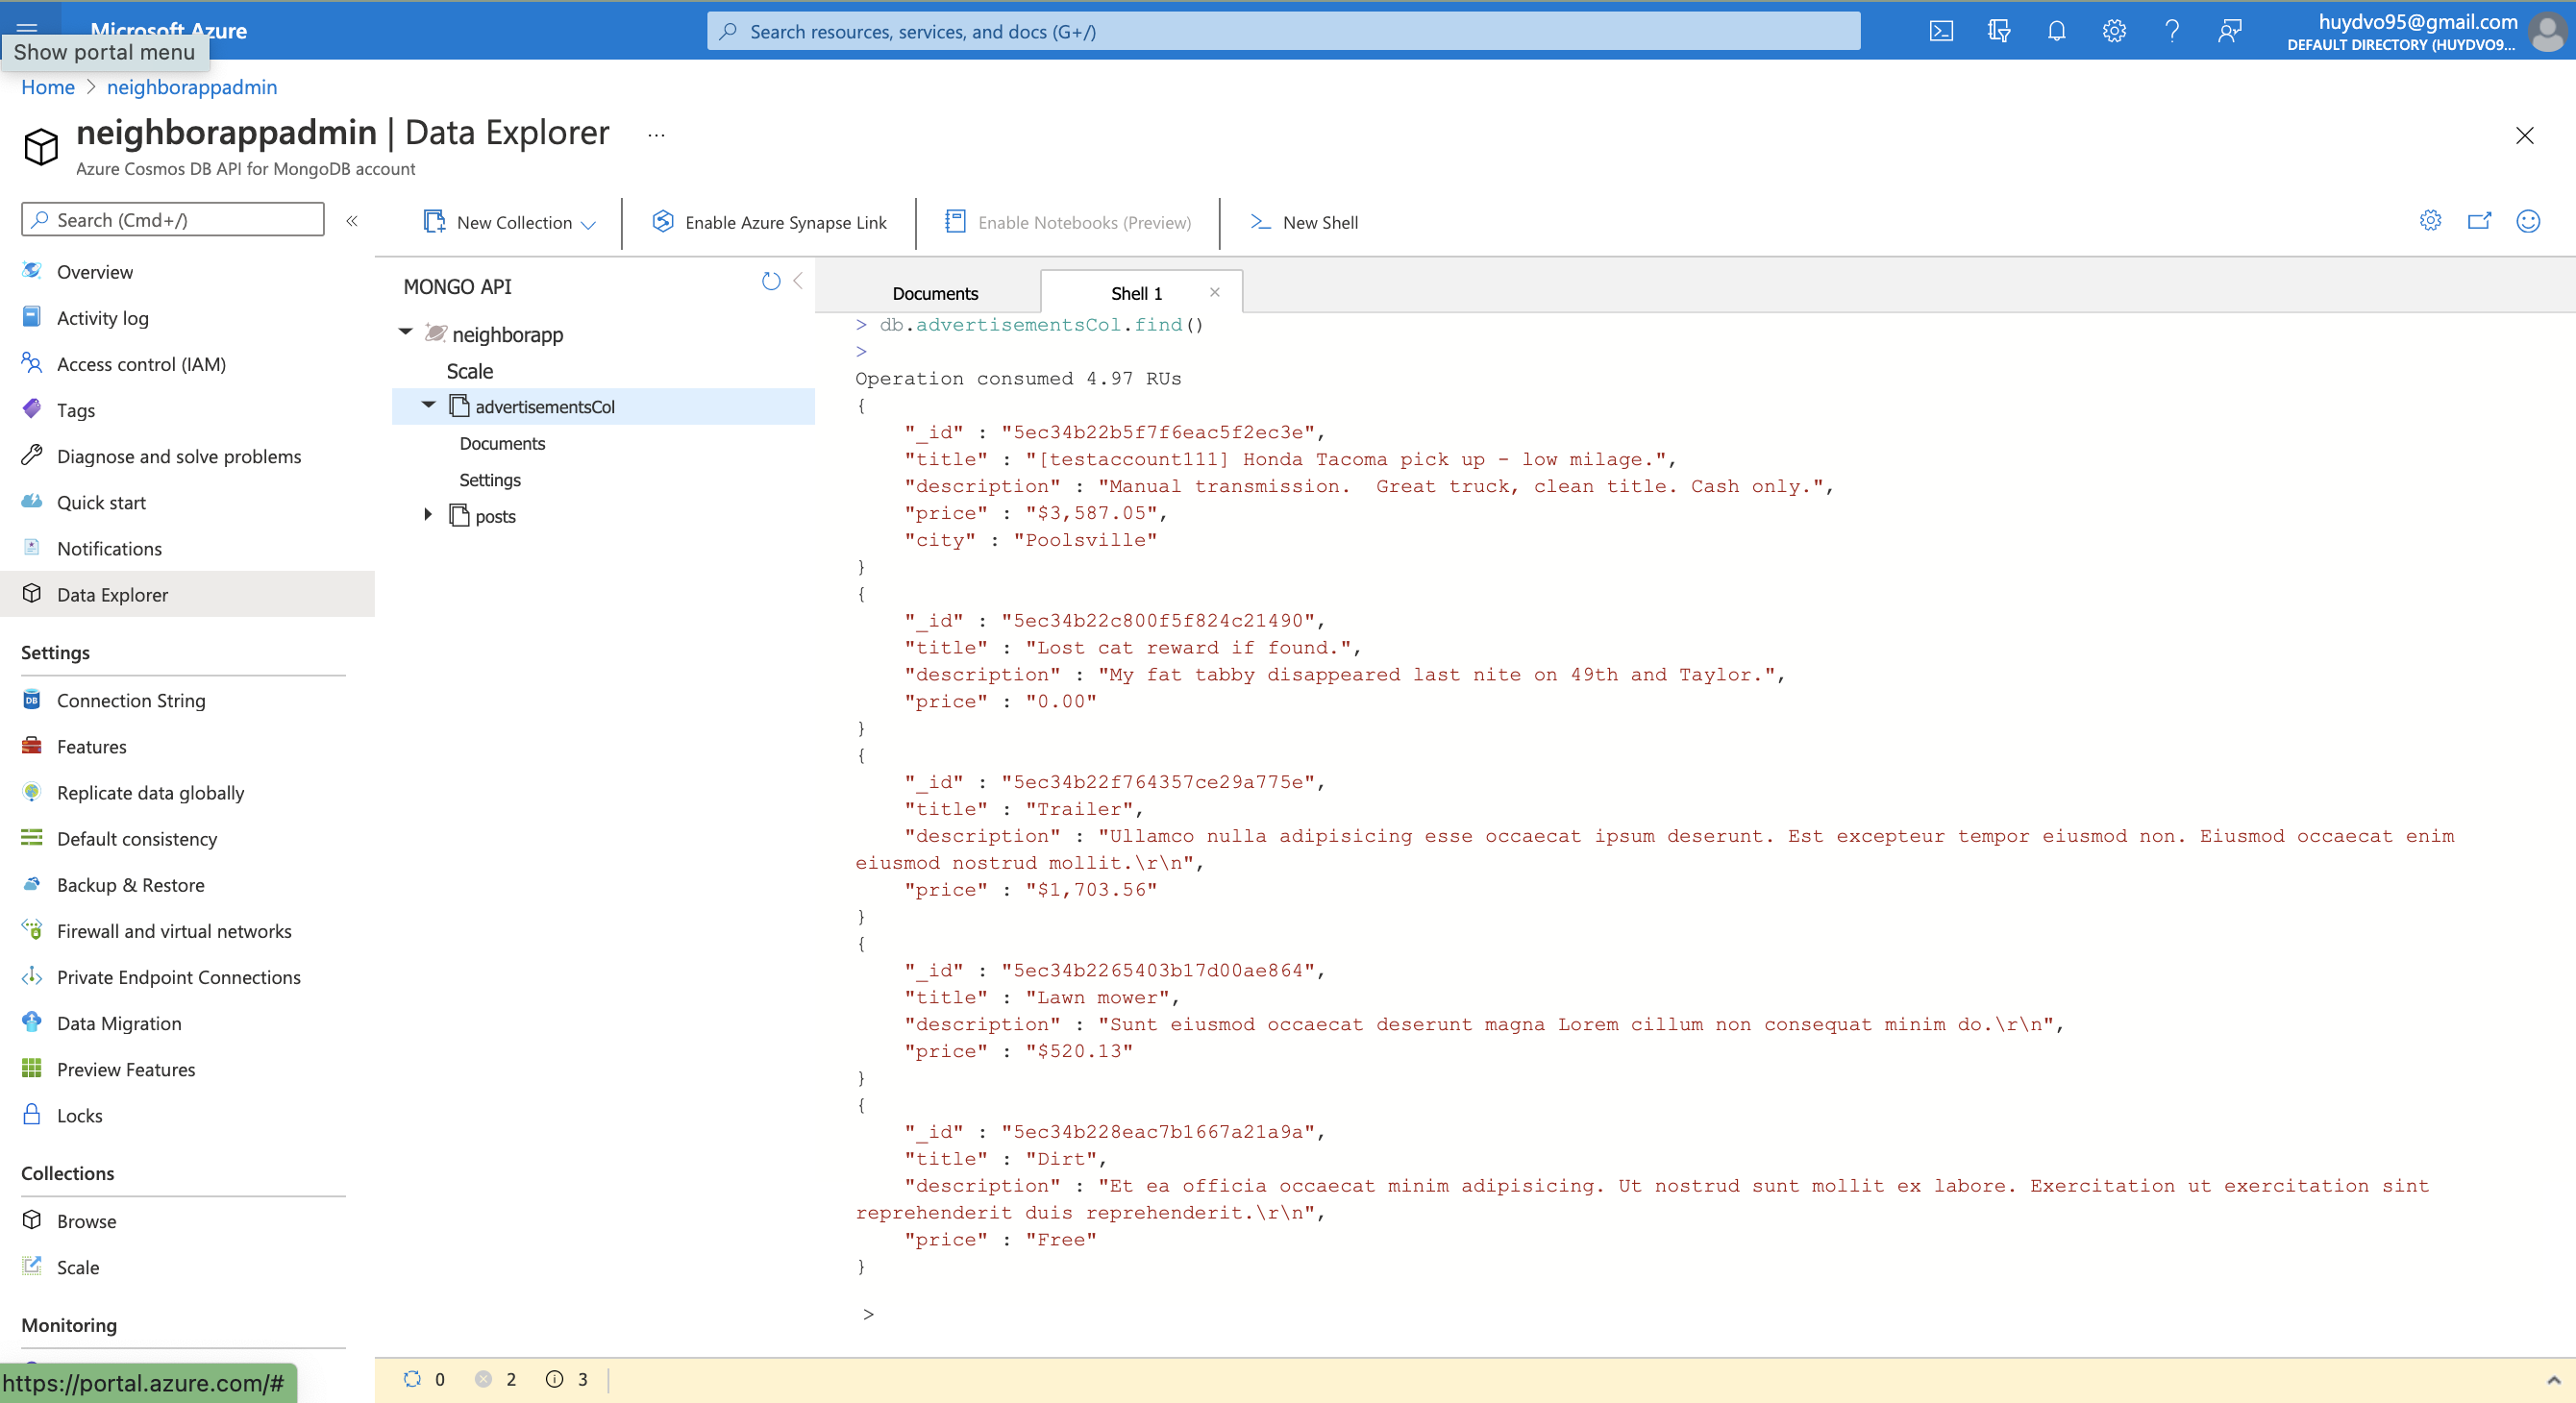 Microsoft Azure
Show portal menu
Search resources, services, and docs (G+/)
huydvo95@gmail.com
DEFAULT DIRECTORY (HUYDVO9...
Home > neighborappadmin
neighborappadmin | Data Explorer ...
Azure Cosmos DB API for MongoDB account
Search (Cmd+/)
«
Overview
Activity log
Access control (IAM)
Tags
Diagnose and solve problems
Quick start
Notifications
Data Explorer
Settings
Connection String
Features
Replicate data globally
Default consistency
Backup & Restore
Firewall and virtual networks
Private Endpoint Connections
Data Migration
Preview Features
Locks
Collections
Browse
Scale
Monitoring
https://portal.azure.com/#
New Collection
Enable Azure Synapse Link
Enable Notebooks (Preview)
New Shell
MONGO API
neighborapp
Scale
advertisementsCol
Documents
Settings
posts
Documents
Shell 1
> db.advertisementsCol.find()
>
Operation consumed 4.97 RUs
{
"_id" : "5ec34b22b5f7f6eac5f2ec3e",
"title" : "[testaccount111] Honda Tacoma pick up - low milage.",
"description" : "Manual transmission.  Great truck, clean title. Cash only.",
"price" : "$3,587.05",
"city" : "Poolsville"
}
{
"_id" : "5ec34b22c800f5f824c21490",
"title" : "Lost cat reward if found.",
"description" : "My fat tabby disappeared last nite on 49th and Taylor.",
"price" : "0.00"
}
{
"_id" : "5ec34b22f764357ce29a775e",
"title" : "Trailer",
"description" : "Ullamco nulla adipisicing esse occaecat ipsum deserunt. Est excepteur tempor eiusmod non. Eiusmod occaecat enim
eiusmod nostrud mollit.\r\n",
"price" : "$1,703.56"
}
{
"_id" : "5ec34b2265403b17d00ae864",
"title" : "Lawn mower",
"description" : "Sunt eiusmod occaecat deserunt magna Lorem cillum non consequat minim do.\r\n",
"price" : "$520.13"
}
{
"_id" : "5ec34b228eac7b1667a21a9a",
"title" : "Dirt",
"description" : "Et ea officia occaecat minim adipisicing. Ut nostrud sunt mollit ex labore. Exercitation ut exercitation sint
reprehenderit duis reprehenderit.\r\n",
"price" : "Free"
}
>
0 2 3